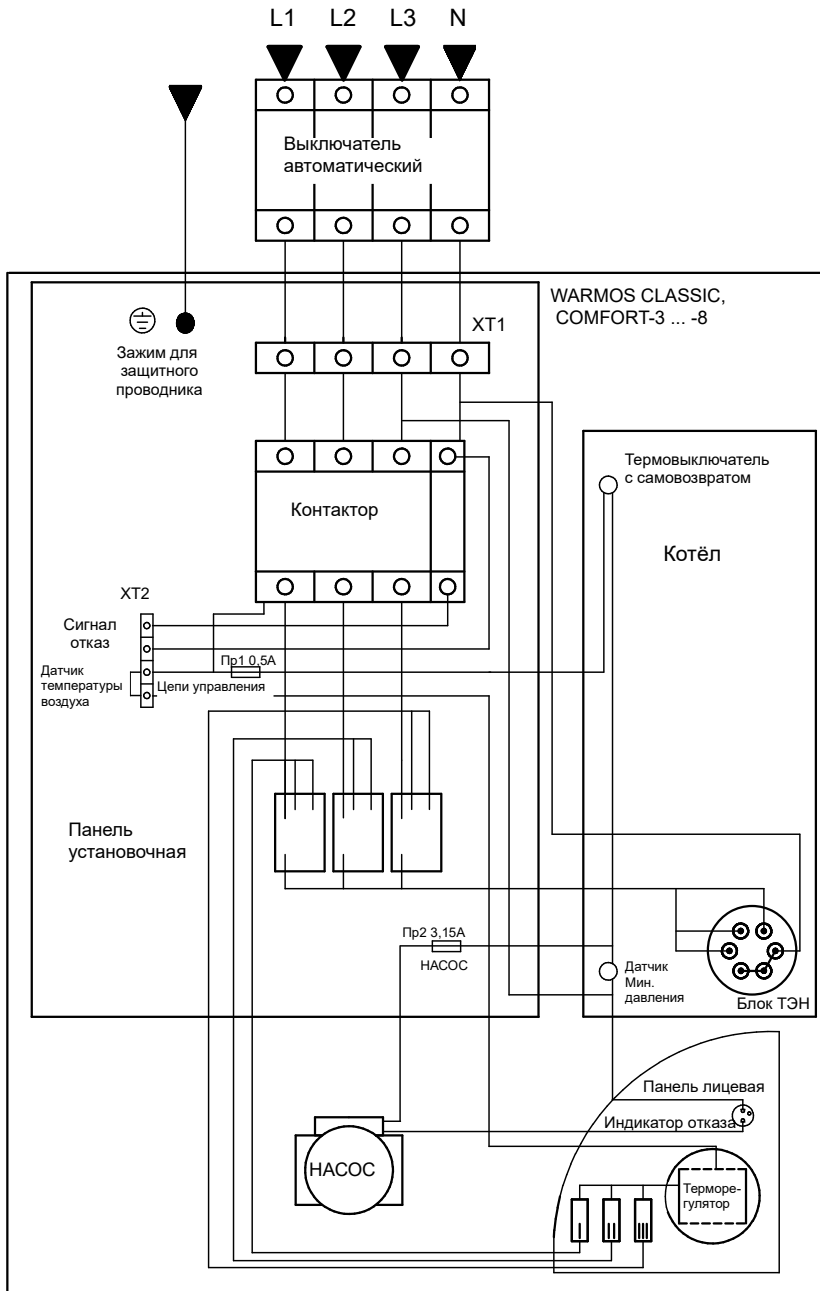 L1 L2 L3 N
Выключатель
автоматический
WARMOS CLASSIC,
COMFORT-3 ... -8
XT1
Зажим для
защитного
проводника
Термовыключатель
с самовозвратом
Контактор
Котёл
XT2
Сигнал
отказ
Пр1 0,5А
Датчик
температуры
воздуха
Цепи управления
Панель
установочная
Пр2 3,15А
НАСОС
Датчик
Мин.
давления
Блок ТЭН
Панель лицевая
Индикатор отказа
НАСОС
Терморе-
гулятор
I II III